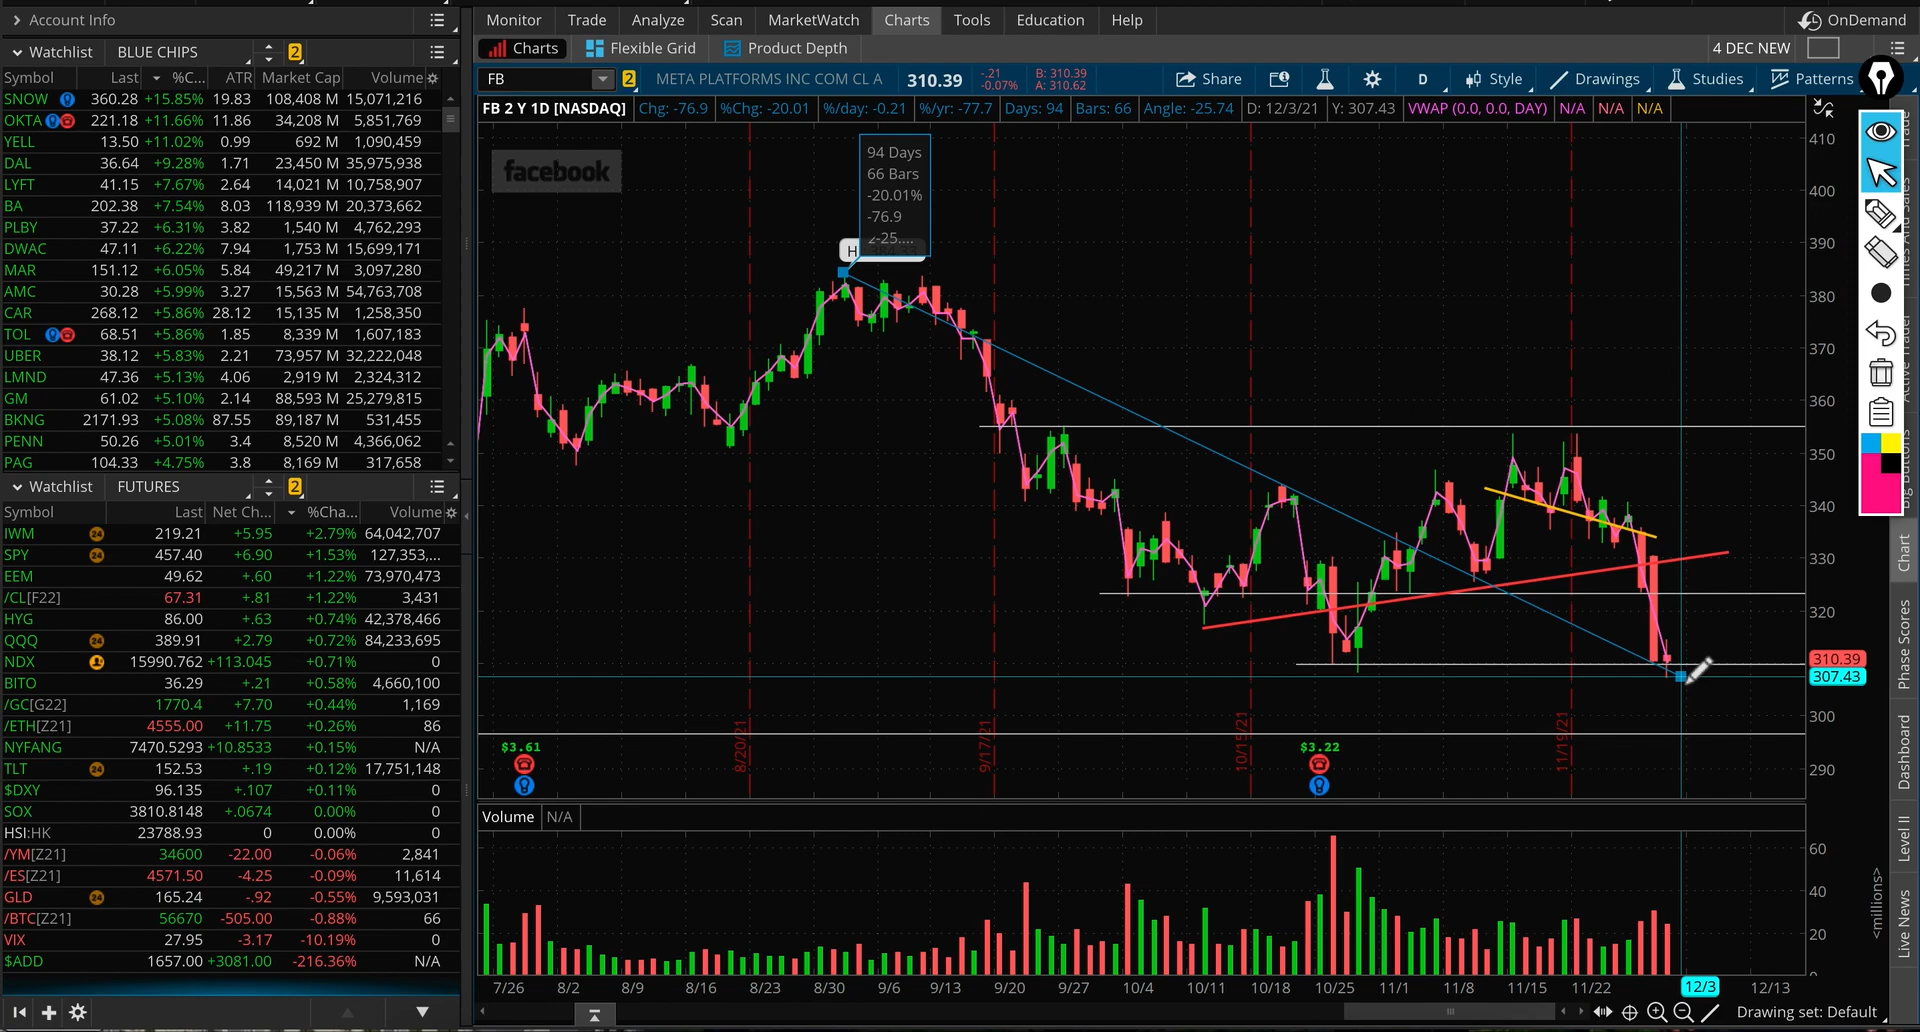 Account Info
Monitor Trade Analyze Scan MarketWatch Charts Tools Education Help OnDemand
Watchlist BLUE CHIPS 2
Charts Flexible Grid Product Depth 4 DEC NEW
Symbol Last %C... ATR Market Cap Volume
FB 2 META PLATFORMS INC COM CL A 310.39 -.21 -0.07% B: 310.39 A: 310.62 Share D Style Drawings Studies Patterns
FB 2 Y 1D [NASDAQ] Chg: -76.9 %Chg: -20.01 %/day: -0.21 %/yr: -77.7 Days: 94 Bars: 66 Angle: -25.74 D: 12/3/21 Y: 307.43 VWAP (0.0, 0.0, DAY) N/A N/A N/A
SNOW 360.28 +15.85% 19.83 108,408 M 15,071,216
OKTA 221.18 +11.66% 11.86 34,208 M 5,851,769
YELL 13.50 +11.02% 0.99 692 M 1,090,459
DAL 36.64 +9.28% 1.71 23,450 M 35,975,938
LYFT 41.15 +7.67% 2.64 14,021 M 10,758,907
BA 202.38 +7.54% 8.03 118,939 M 20,373,662
PLBY 37.22 +6.31% 3.82 1,540 M 4,762,293
DWAC 47.11 +6.22% 7.94 1,753 M 15,699,171
MAR 151.12 +6.05% 5.84 49,217 M 3,097,280
AMC 30.28 +5.99% 3.27 15,563 M 54,763,708
CAR 268.12 +5.86% 28.12 15,135 M 1,258,350
TOL 68.51 +5.86% 1.85 8,339 M 1,607,183
UBER 38.12 +5.83% 2.21 73,957 M 32,222,048
LMND 47.36 +5.13% 4.06 2,919 M 2,324,312
GM 61.02 +5.10% 2.14 88,593 M 25,279,815
BKNG 2171.93 +5.08% 87.55 89,187 M 531,455
PENN 50.26 +5.01% 3.4 8,520 M 4,366,062
PAG 104.33 +4.75% 3.8 8,169 M 317,658
Watchlist FUTURES 2
Symbol Last Net Ch... %Cha... Volume
IWM 24 219.21 +5.95 +2.79% 64,042,707
SPY 24 457.40 +6.90 +1.53% 127,353,...
EEM 49.62 +.60 +1.22% 73,970,473
/CL[F22] 67.31 +.81 +1.22% 3,431
HYG 86.00 +.63 +0.74% 42,378,466
QQQ 24 389.91 +2.79 +0.72% 84,233,695
NDX 15990.762 +113.045 +0.71% 0
BITO 36.29 +.21 +0.58% 4,660,100
/GC[G22] 1770.4 +7.70 +0.44% 1,169
/ETH[Z21] 4555.00 +11.75 +0.26% 86
NYFANG 7470.5293 +10.8533 +0.15% N/A
TLT 24 152.53 +.19 +0.12% 17,751,148
$DXY 96.135 +.107 +0.11% 0
SOX 3810.8148 +.0674 0.00% 0
HSI:HK 23788.93 0 0.00% 0
/YM[Z21] 34600 -22.00 -0.06% 2,841
/ES[Z21] 4571.50 -4.25 -0.09% 11,614
GLD 24 165.24 -.92 -0.55% 9,593,031
/BTC[Z21] 56670 -505.00 -0.88% 66
VIX 27.95 -3.17 -10.19% 0
$ADD 1657.00 +3081.00 -216.36% N/A
facebook
94 Days
66 Bars
-20.01%
-76.9
H
410
400
390
380
370
360
350
340
330
320
310.39
307.43
300
290
8/20/21
9/17/21
10/15/21
11/19/21
$3.61
$3.22
Volume N/A
60
40
20
<millions>
7/26 8/2 8/9 8/16 8/23 8/30 9/6 9/13 9/20 9/27 10/4 10/11 10/18 10/25 11/1 11/8 11/15 11/22 12/3 12/13
Drawing set: Default
Trade
Times And Sales
Active Trader
Big Buttons
Chart
Phase Scores
Dashboard
Level II
Live News